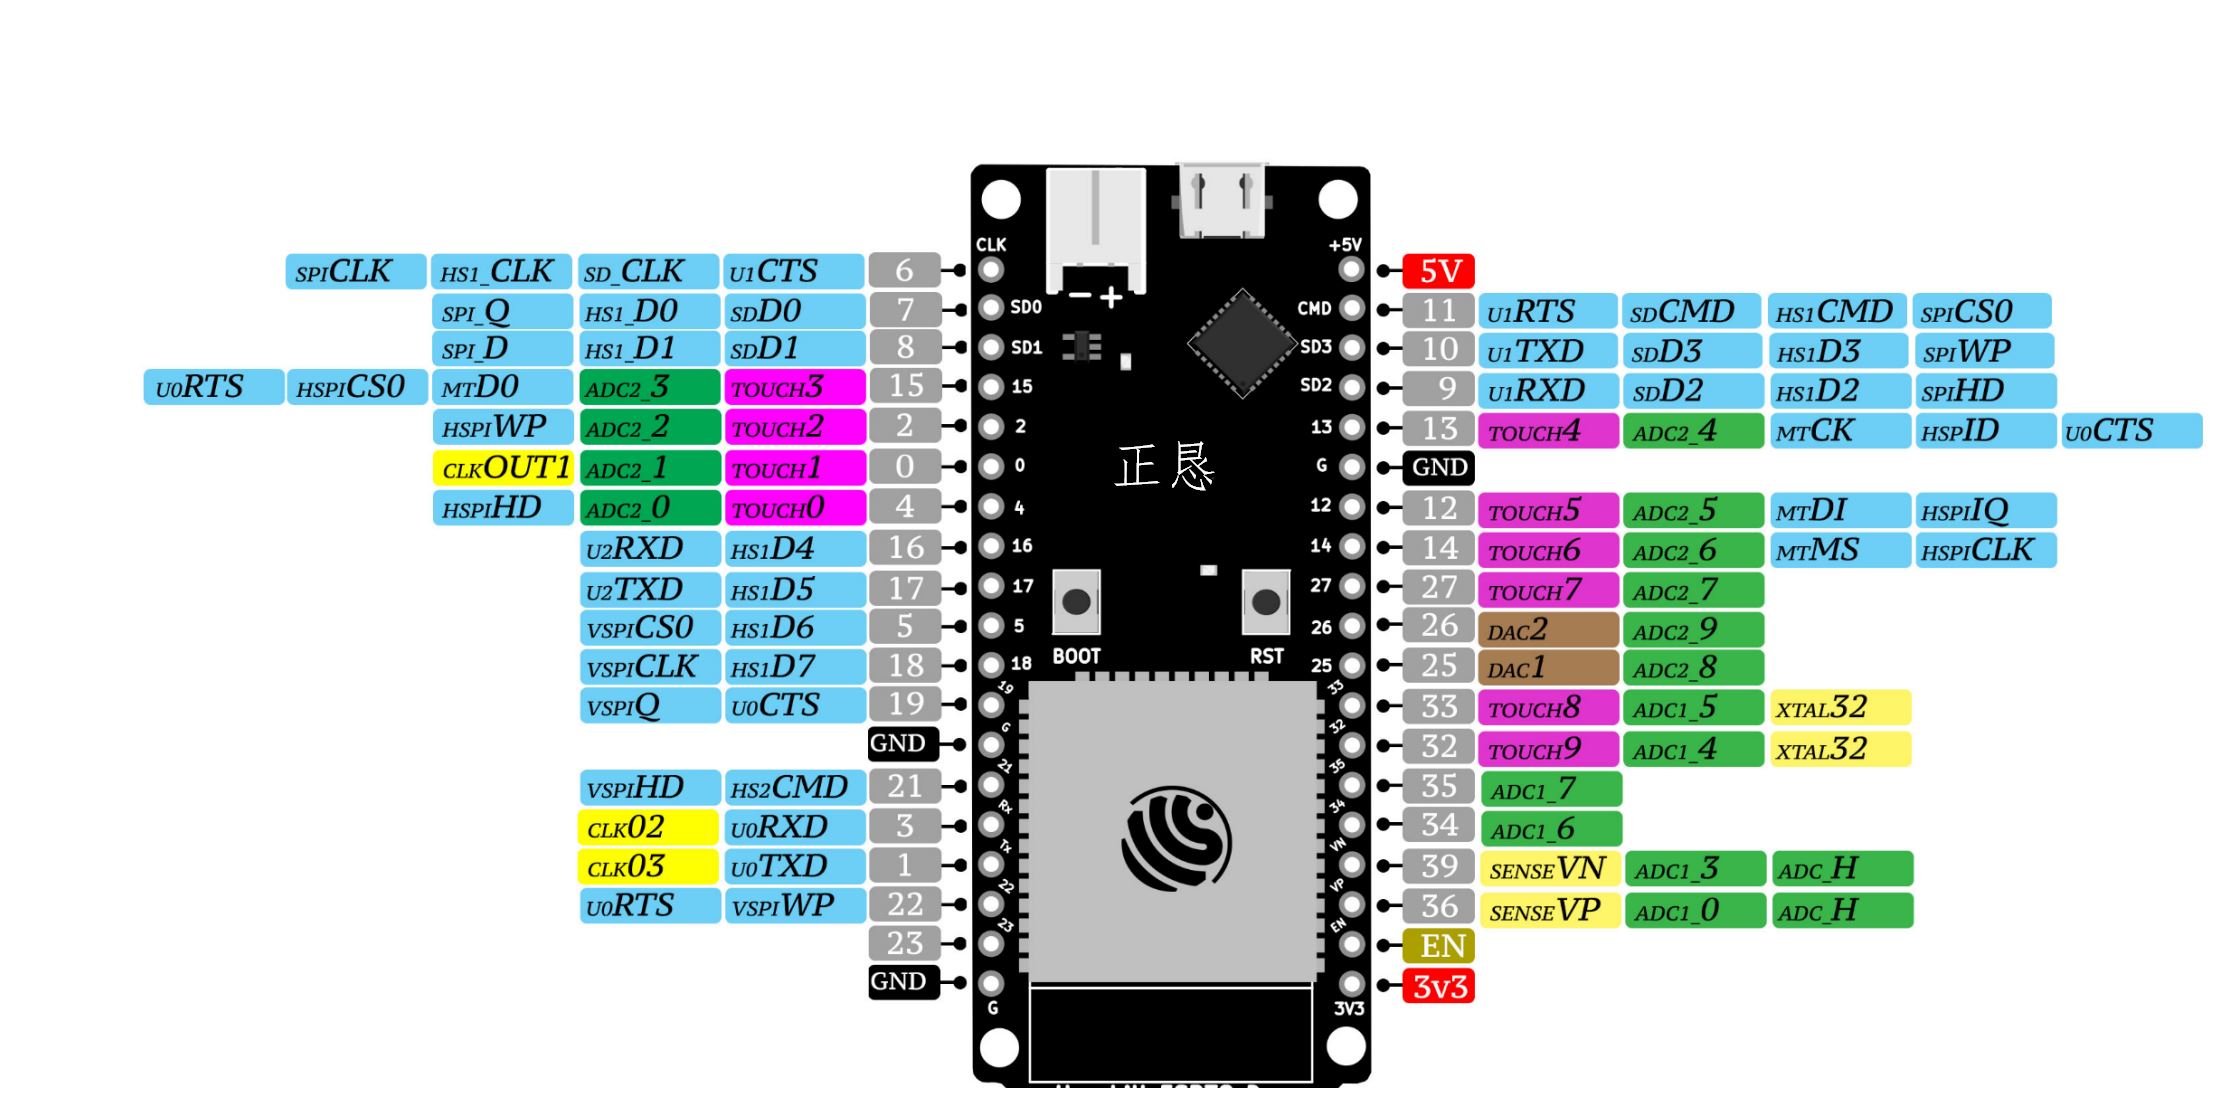 CLK +5V
SPICLK HS1_CLK SD_CLK U1CTS 6 5V
SPI_Q HS1_D0 SDD0 7 SD0 - + CMD 11 U1RTS SDCMD HS1CMD SPICS0
SPI_D HS1_D1 SDD1 8 SD1 SD3 10 U1TXD SDD3 HS1D3 SPIWP
U0RTS HSPICS0 MTD0 ADC2_3 TOUCH3 15 15 SD2 9 U1RXD SDD2 HS1D2 SPIHD
HSPIWP ADC2_2 TOUCH2 2 2 13 13 TOUCH4 ADC2_4 MTCK HSPID U0CTS
CLKOUT1 ADC2_1 TOUCH1 0 0 正恳 G GND
HSPIHD ADC2_0 TOUCH0 4 4 12 12 TOUCH5 ADC2_5 MTDI HSPIIQ
U2RXD HS1D4 16 16 14 14 TOUCH6 ADC2_6 MTMS HSPICLK
U2TXD HS1D5 17 17 27 27 TOUCH7 ADC2_7
VSPICS0 HS1D6 5 5 26 26 DAC2 ADC2_9
VSPICLK HS1D7 18 18 BOOT RST 25 25 DAC1 ADC2_8
VSPIQ U0CTS 19 19 33 33 TOUCH8 ADC1_5 XTAL32
GND G 32 32 TOUCH9 ADC1_4 XTAL32
VSPIHD HS2CMD 21 21 35 35 ADC1_7
CLK02 U0RXD 3 Rx 34 34 ADC1_6
CLK03 U0TXD 1 Tx VN 39 SENSEVN ADC1_3 ADC_H
U0RTS VSPIWP 22 22 VP 36 SENSEVP ADC1_0 ADC_H
23 23 EN EN
GND 3v3
G 3V3